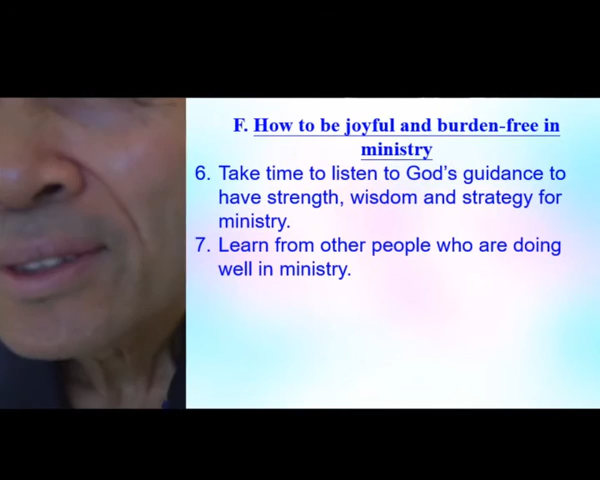 F. How to be joyful and burden-free in
ministry
6. Take time to listen to God’s guidance to
have strength, wisdom and strategy for
ministry.
7. Learn from other people who are doing
well in ministry.